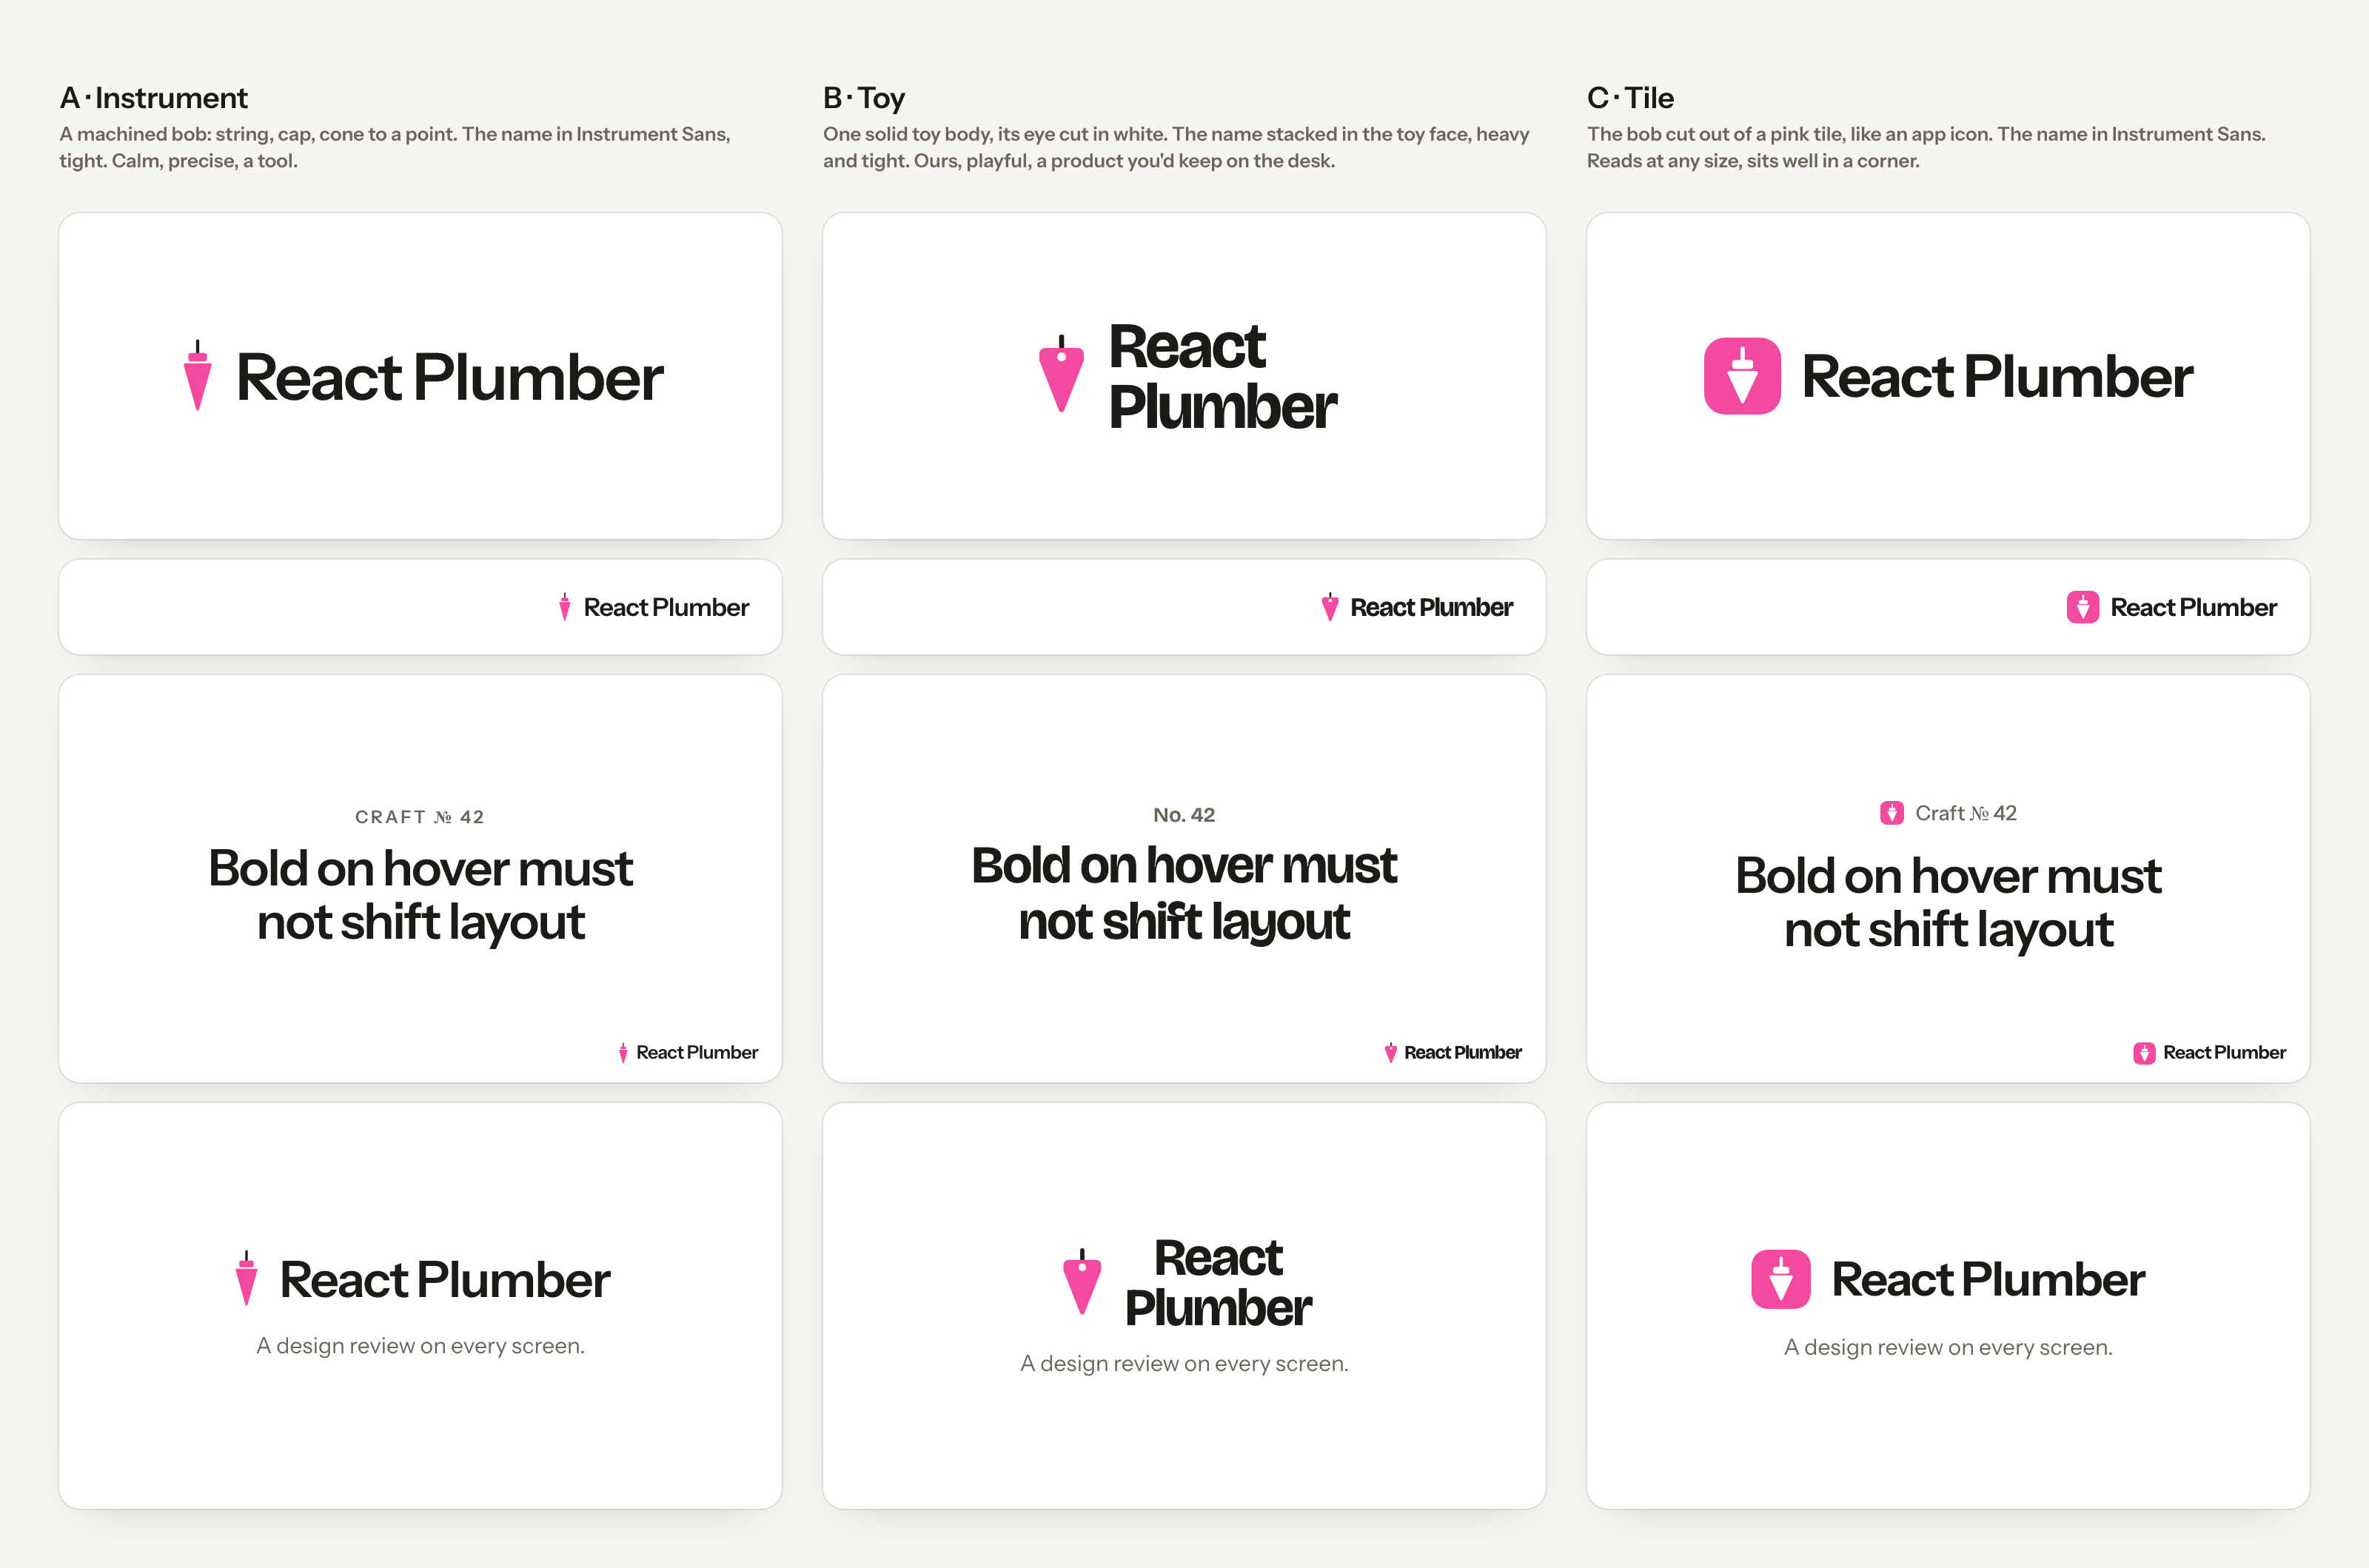 A · Instrument
A machined bob: string, cap, cone to a point. The name in Instrument Sans,
tight. Calm, precise, a tool.
React Plumber
React Plumber
CRAFT № 42
Bold on hover must
not shift layout
React Plumber
React Plumber
A design review on every screen.
B · Toy
One solid toy body, its eye cut in white. The name stacked in the toy face, heavy
and tight. Ours, playful, a product you'd keep on the desk.
React
Plumber
React Plumber
No. 42
Bold on hover must
not shift layout
React Plumber
React
Plumber
A design review on every screen.
C · Tile
The bob cut out of a pink tile, like an app icon. The name in Instrument Sans.
Reads at any size, sits well in a corner.
React Plumber
React Plumber
Craft № 42
Bold on hover must
not shift layout
React Plumber
React Plumber
A design review on every screen.